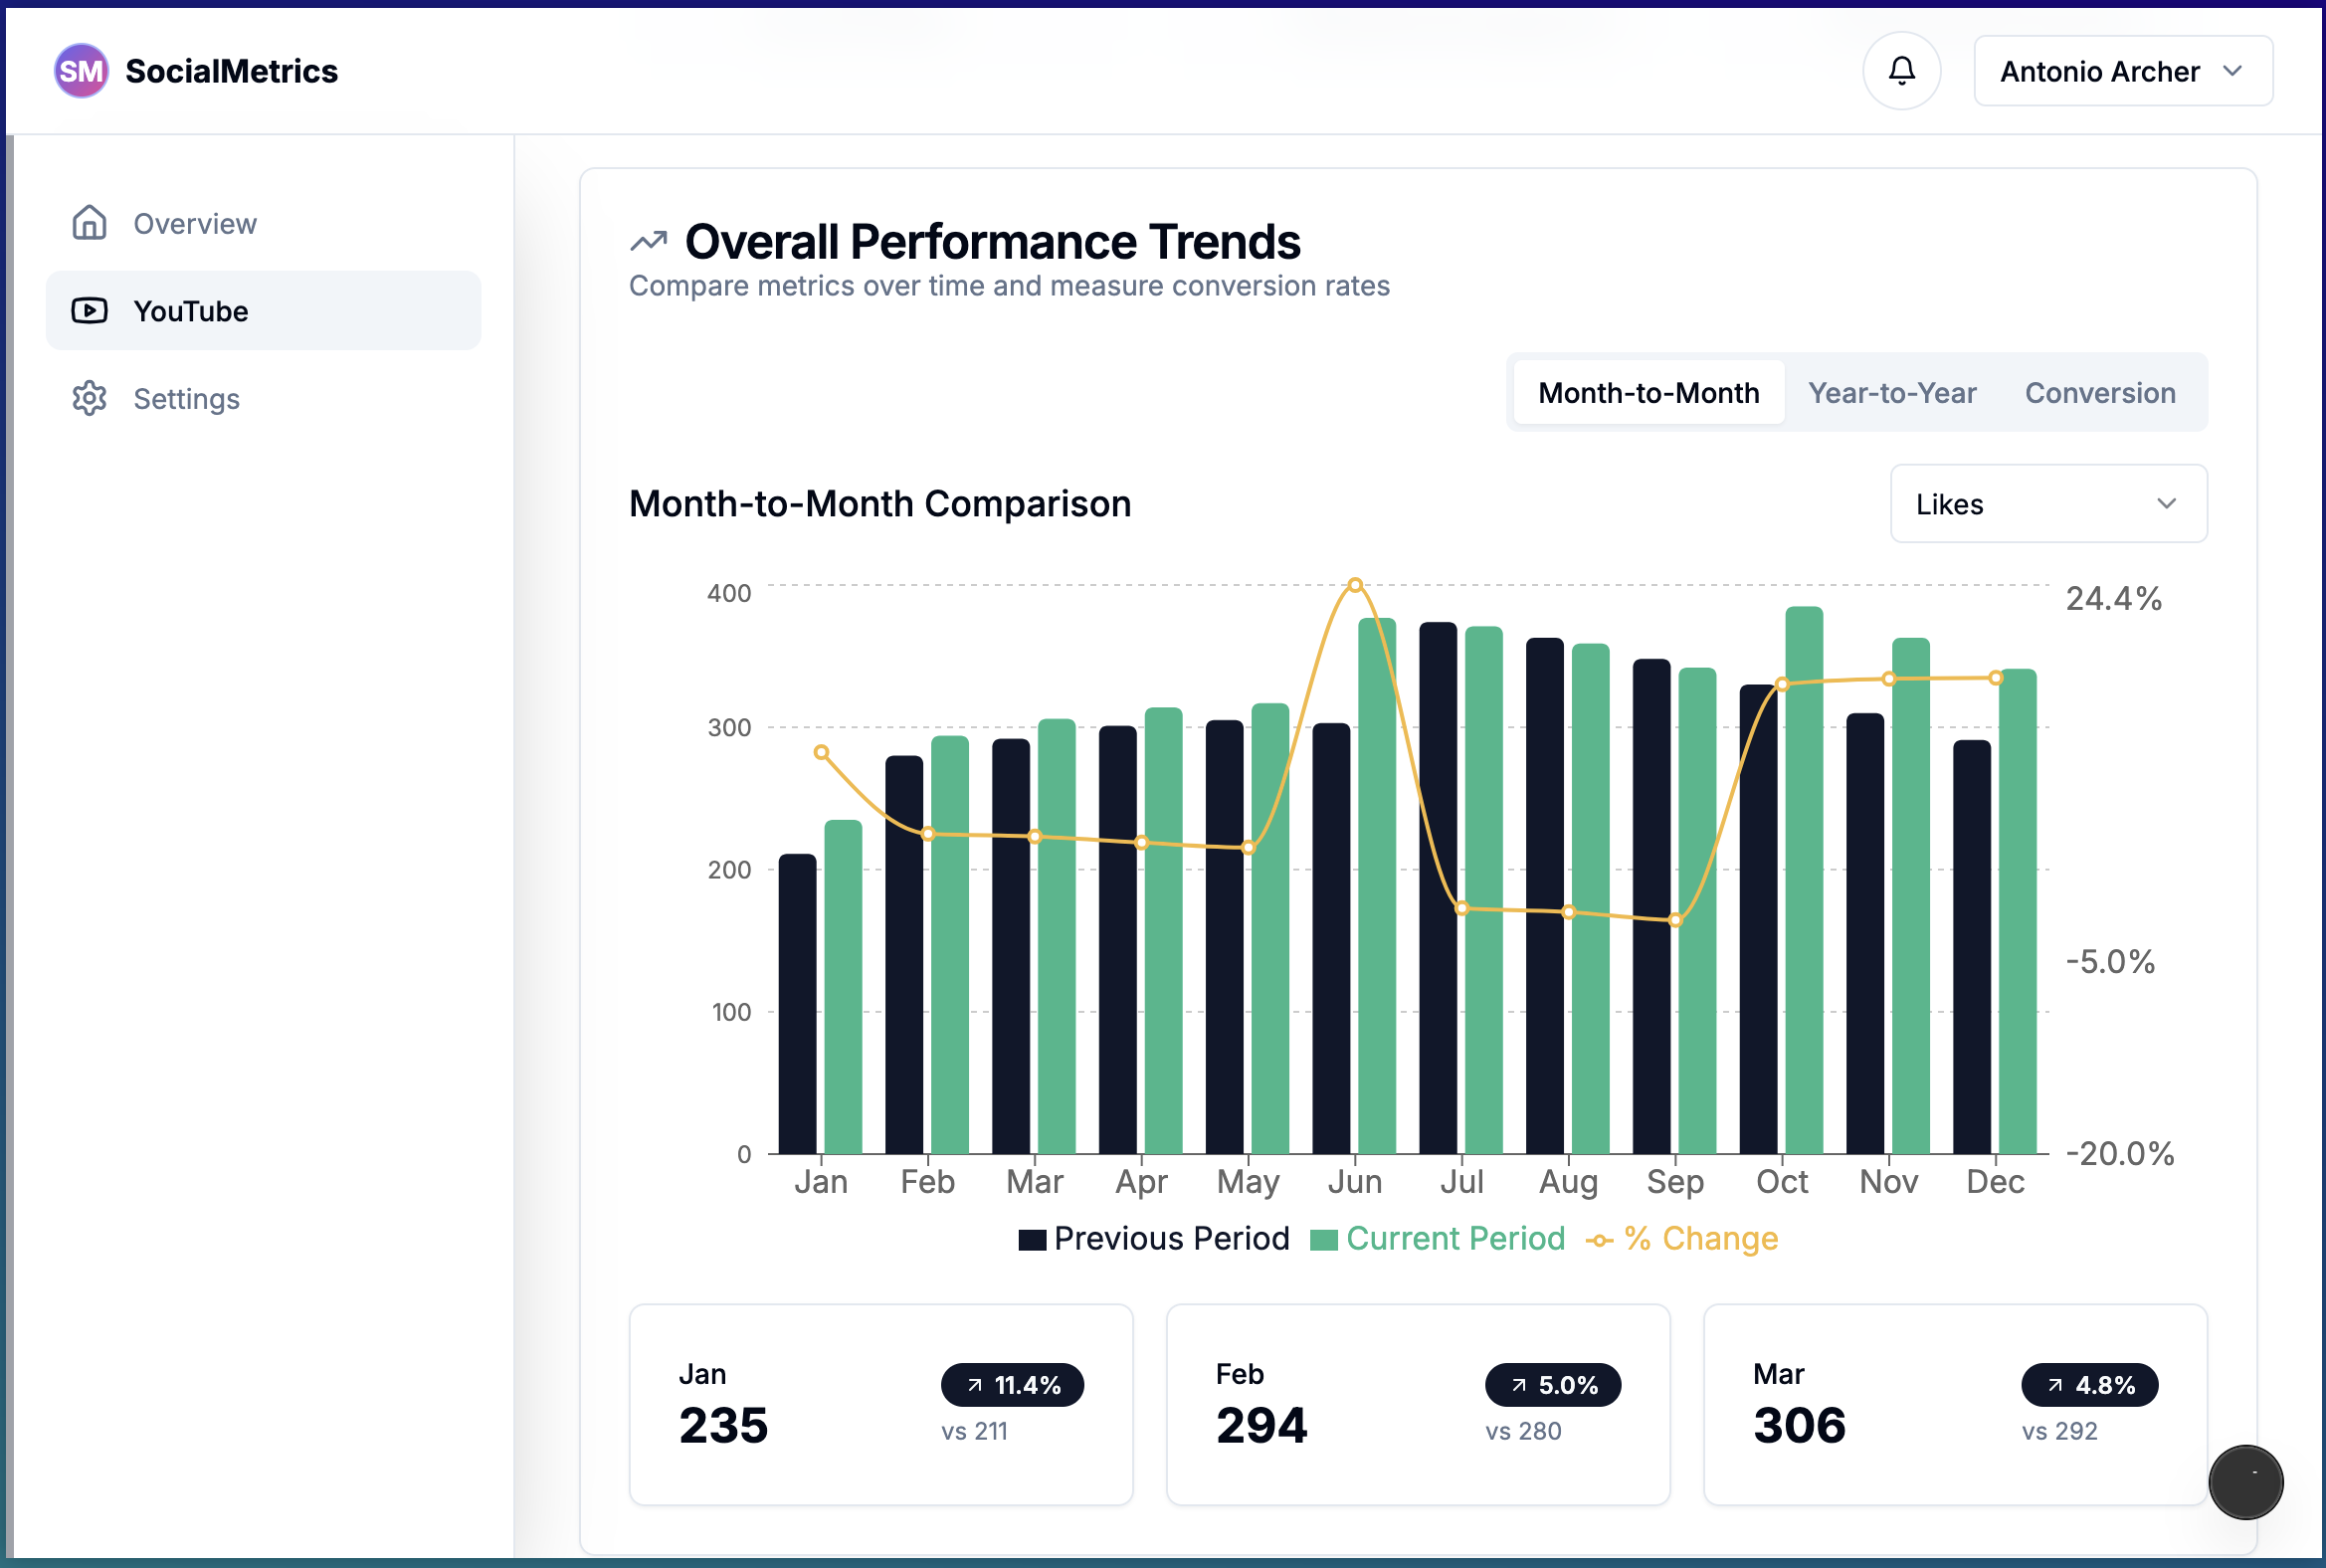 SM SocialMetrics
Antonio Archer
Overview
YouTube
Settings
Overall Performance Trends
Compare metrics over time and measure conversion rates
Month-to-Month Year-to-Year Conversion
Month-to-Month Comparison
Likes
400
300
200
100
0
24.4%
-5.0%
-20.0%
Jan Feb Mar Apr May Jun Jul Aug Sep Oct Nov Dec
Previous Period Current Period % Change
Jan
11.4%
235
vs 211
Feb
5.0%
294
vs 280
Mar
4.8%
306
vs 292